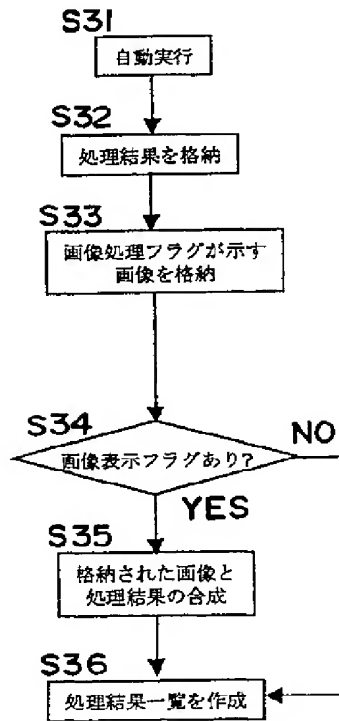 S31
自動実行
S32
処理結果を格納
S33
画像処理フラグが示す
画像を格納
S34
画像表示フラグあり?
NO
YES
S35
格納された画像と
処理結果の合成
S36
処理結果一覧を作成